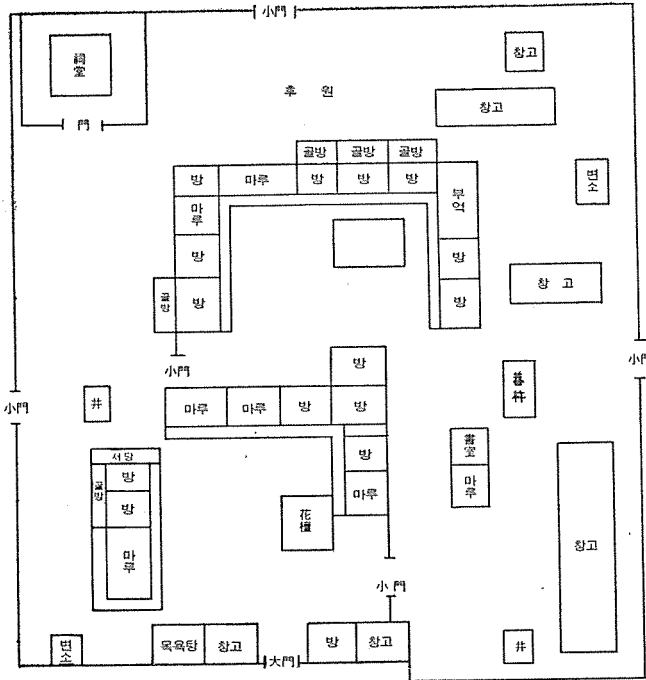 小門
祠堂
門
후 원
창고
창고
골방 골방 골방
방 마루 방 방 방
부엌
변소
마루
방
방
창 고
골방 방
방
小門
小門
방
小門
井
마루 마루 방 방
서당
골방
방
방
방
마루
書室
마루
花壇
마루
창고
小門
변소
목욕탕 창고
大門
방 창고
井